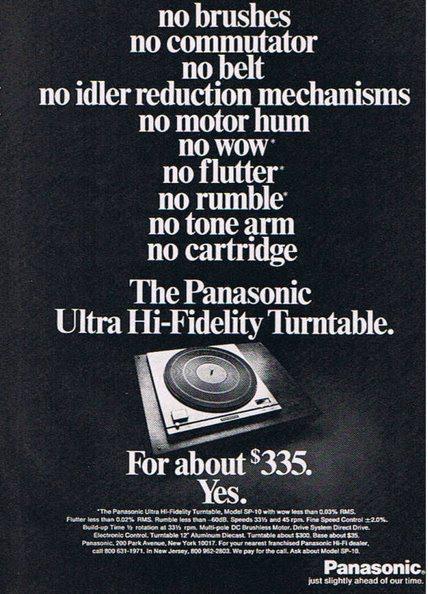 no brushes
no commutator
no belt
no idler reduction mechanisms
no motor hum
no wow*
no flutter*
no rumble*
no tone arm
no cartridge
The Panasonic
Ultra Hi-Fidelity Turntable.
For about $335.
Yes.
*The Panasonic Ultra Hi-Fidelity Turntable, Model SP-10 with wow less than 0.03% RMS.
Flutter less than 0.02% RMS. Rumble less than -60dB. Speeds 33⅓ and 45 rpm. Fine Speed Control ±2.0%.
Build-up Time ½ rotation at 33⅓ rpm. Multi-pole DC Brushless Motor. Drive System Direct Drive.
Electronic Control. Turntable 12" Aluminum Diecast. Turntable about $300. Base about $35.
Panasonic, 200 Park Avenue, New York 10017. For your nearest franchised Panasonic Hi-Fi dealer,
call 800 631-1971. In New Jersey, 800 962-2803. We pay for the call. Ask about Model SP-10.
Panasonic.
just slightly ahead of our time.